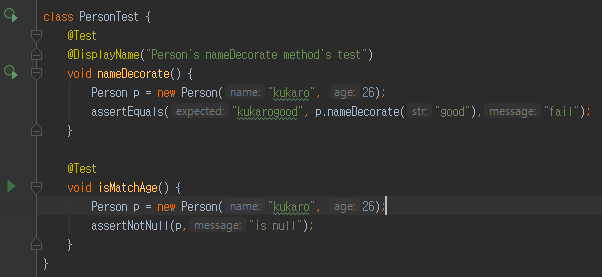 class PersonTest {
@Test
@DisplayName("Person`s nameDecorate method`s test")
void nameDecorate() {
Person p = new Person( name: "kukaro", age: 26);
assertEquals( expected: "kukarogood", p.nameDecorate( str: "good"), message: "fail");
}
@Test
void isMatchAge() {
Person p = new Person( name: "kukaro", age: 26);
assertNotNull(p, message: "is null");
}
}